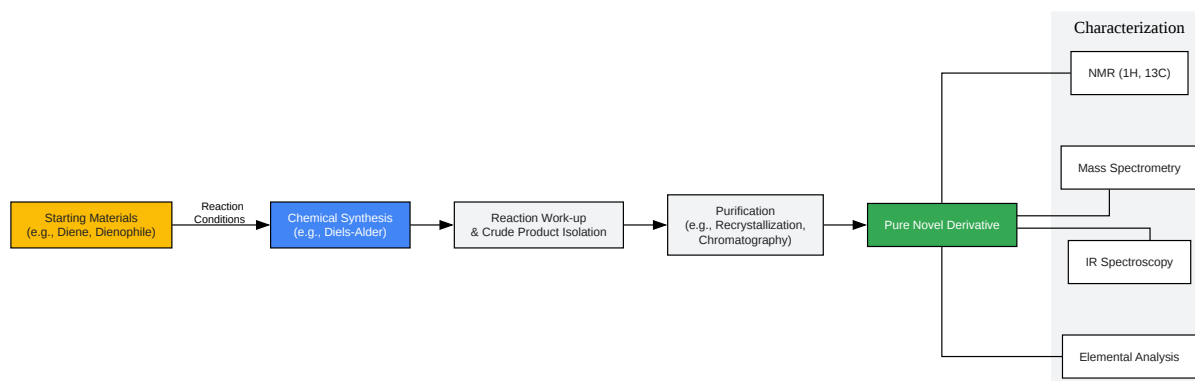 Characterization
NMR (1H, 13C)
Mass Spectrometry
Starting Materials
(e.g., Diene, Dienophile)
Reaction
Conditions
Chemical Synthesis
(e.g., Diels-Alder)
Reaction Work-up
& Crude Product Isolation
Purification
(e.g., Recrystallization,
Chromatography)
Pure Novel Derivative
IR Spectroscopy
Elemental Analysis